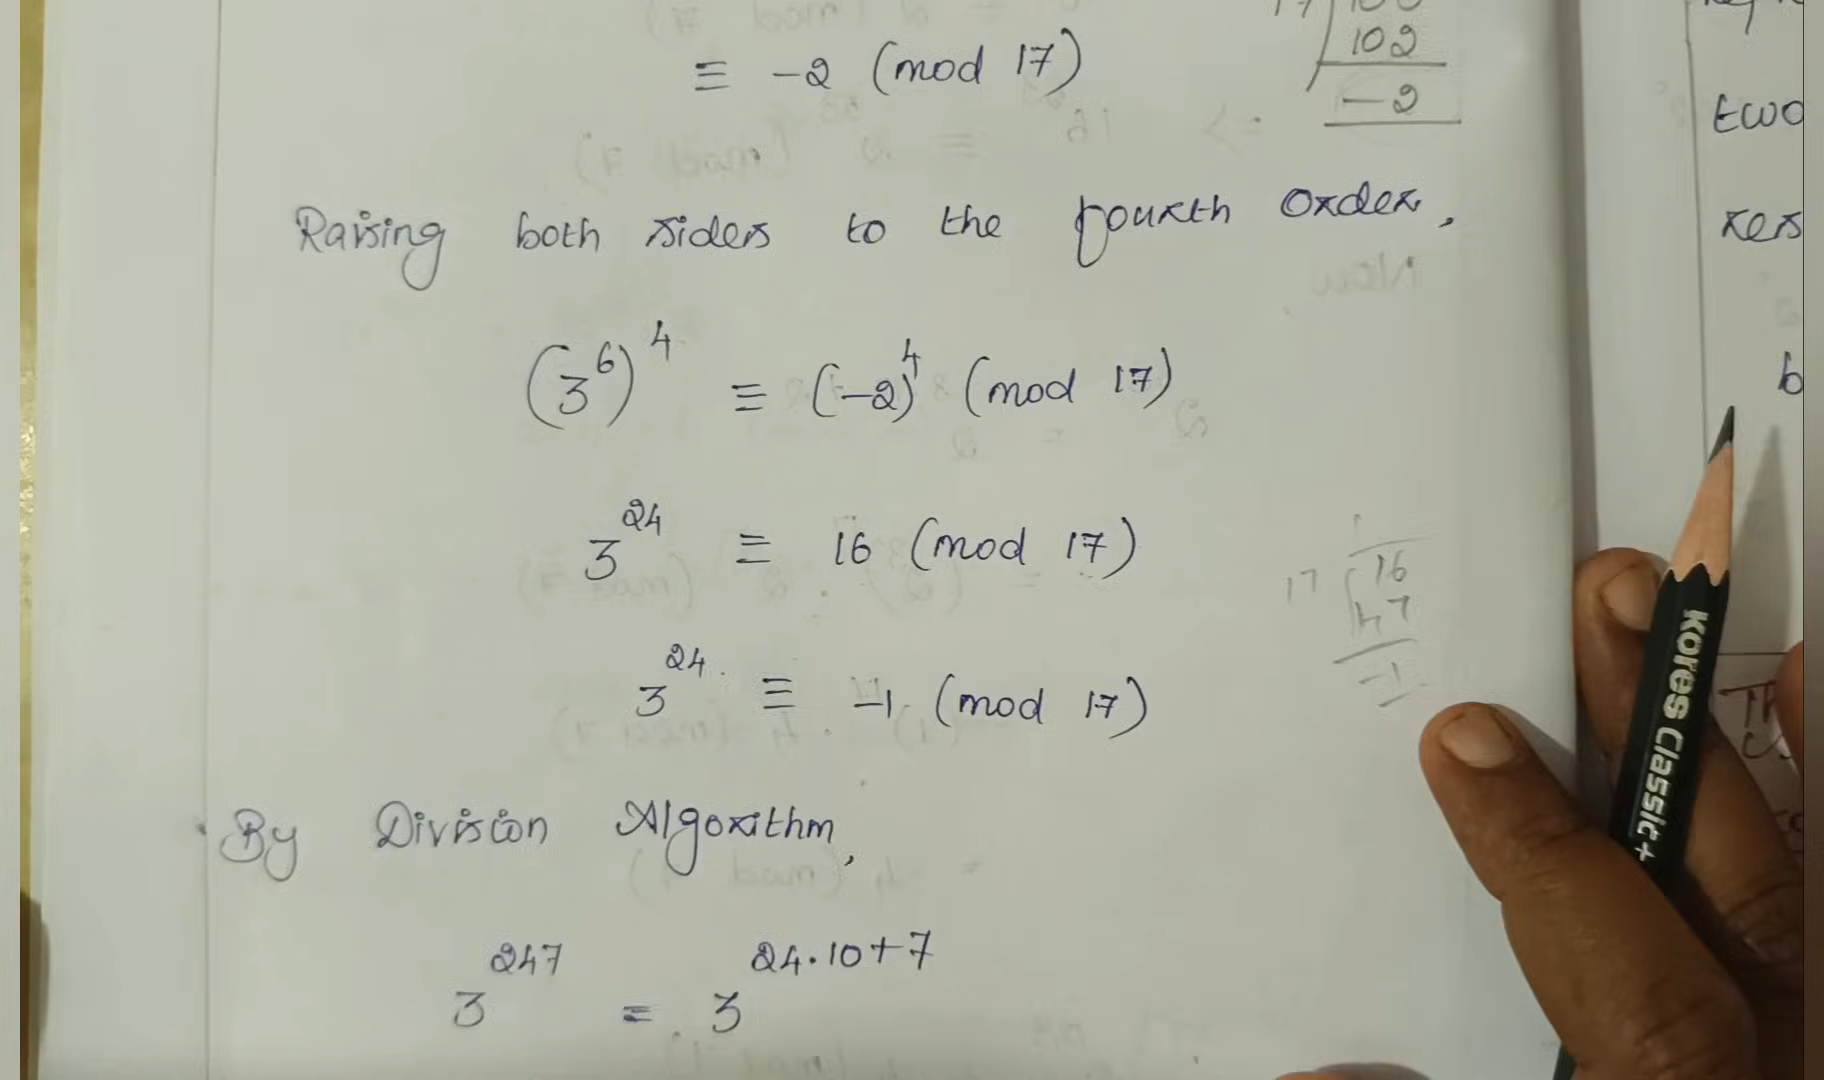 ≡ -2 (mod 17)
102
-2
Raising both sides to the fourth order,
(3^6)^4 ≡ (-2)^4 (mod 17)
3^24 ≡ 16 (mod 17)
17 16
17
-1
3^24 ≡ -1 (mod 17)
By Division Algorithm,
3^247 = 3^24·10+7
two
b
Kores Classic+